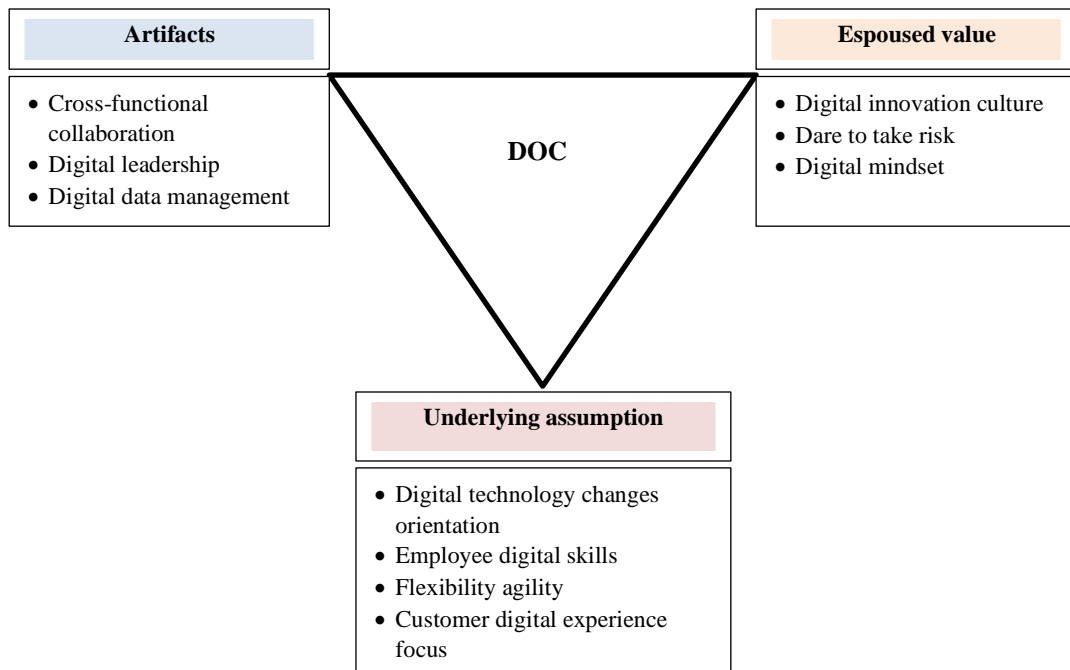 Artifacts
• Cross-functional
collaboration
• Digital leadership
• Digital data management
Espoused value
• Digital innovation culture
• Dare to take risk
• Digital mindset
DOC
Underlying assumption
• Digital technology changes
orientation
• Employee digital skills
• Flexibility agility
• Customer digital experience
focus